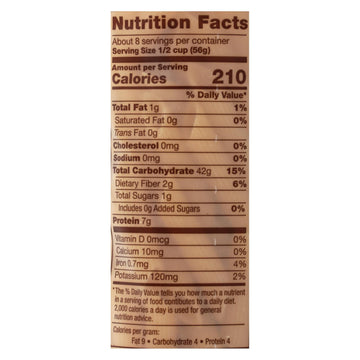 Nutrition Facts
About 8 servings per container
Serving Size 1/2 cup (56g)
Amount per Serving
Calories 210
% Daily Value*
Total Fat 1g 1%
Saturated Fat 0g 0%
Trans Fat 0g
Cholesterol 0mg 0%
Sodium 0mg 0%
Total Carbohydrate 42g 15%
Dietary Fiber 2g 6%
Total Sugars 1g
Includes 0g Added Sugars 0%
Protein 7g
Vitamin D 0mcg 0%
Calcium 10mg 0%
Iron 0.7mg 4%
Potassium 120mg 2%
*The % Daily Value tells you how much a nutrient
in a serving of food contributes to a daily diet.
2,000 calories a day is used for general
nutrition advice.
Calories per gram:
Fat 9 • Carbohydrate 4 • Protein 4